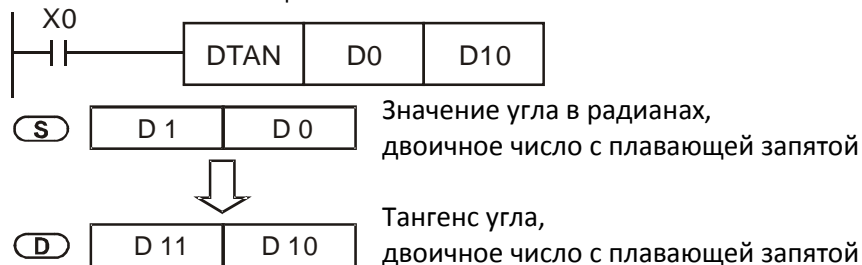 X0
DTAN D0 D10
S D 1 D 0 Значение угла в радианах,
двоичное число с плавающей запятой
D D 11 D 10 Тангенс угла,
двоичное число с плавающей запятой